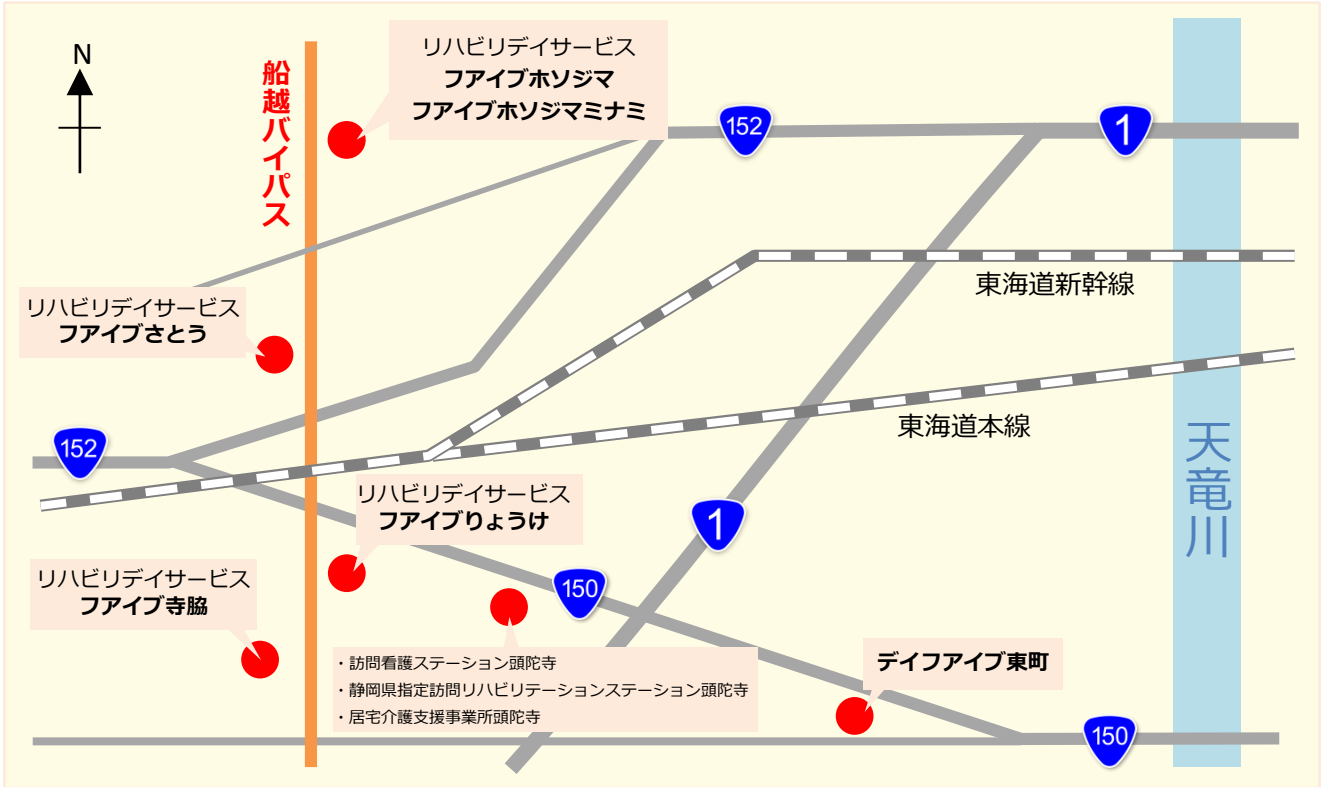 N
船越バイパス
リハビリデイサービス
フアイブホソジマ
フアイブホソジマミナミ
152
1
東海道新幹線
リハビリデイサービス
フアイブさとう
東海道本線
152
天竜川
リハビリデイサービス
フアイブりょうけ
1
リハビリデイサービス
フアイブ寺脇
150
・訪問看護ステーション頭陀寺
・静岡県指定訪問リハビリテーションステーション頭陀寺
・居宅介護支援事業所頭陀寺
デイフアイブ東町
150